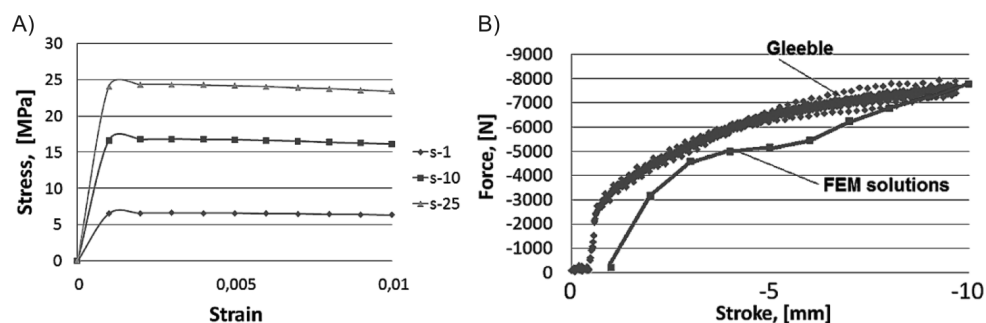 A)
30
25
20
15
10
5
0
Stress, [MPa]
0
0,005
0,01
Strain
s-1
s-10
s-25
B)
-9000
-8000
-7000
-6000
-5000
-4000
-3000
-2000
-1000
0
Force, [N]
Gleeble
FEM solutions
0
-5
-10
Stroke, [mm]